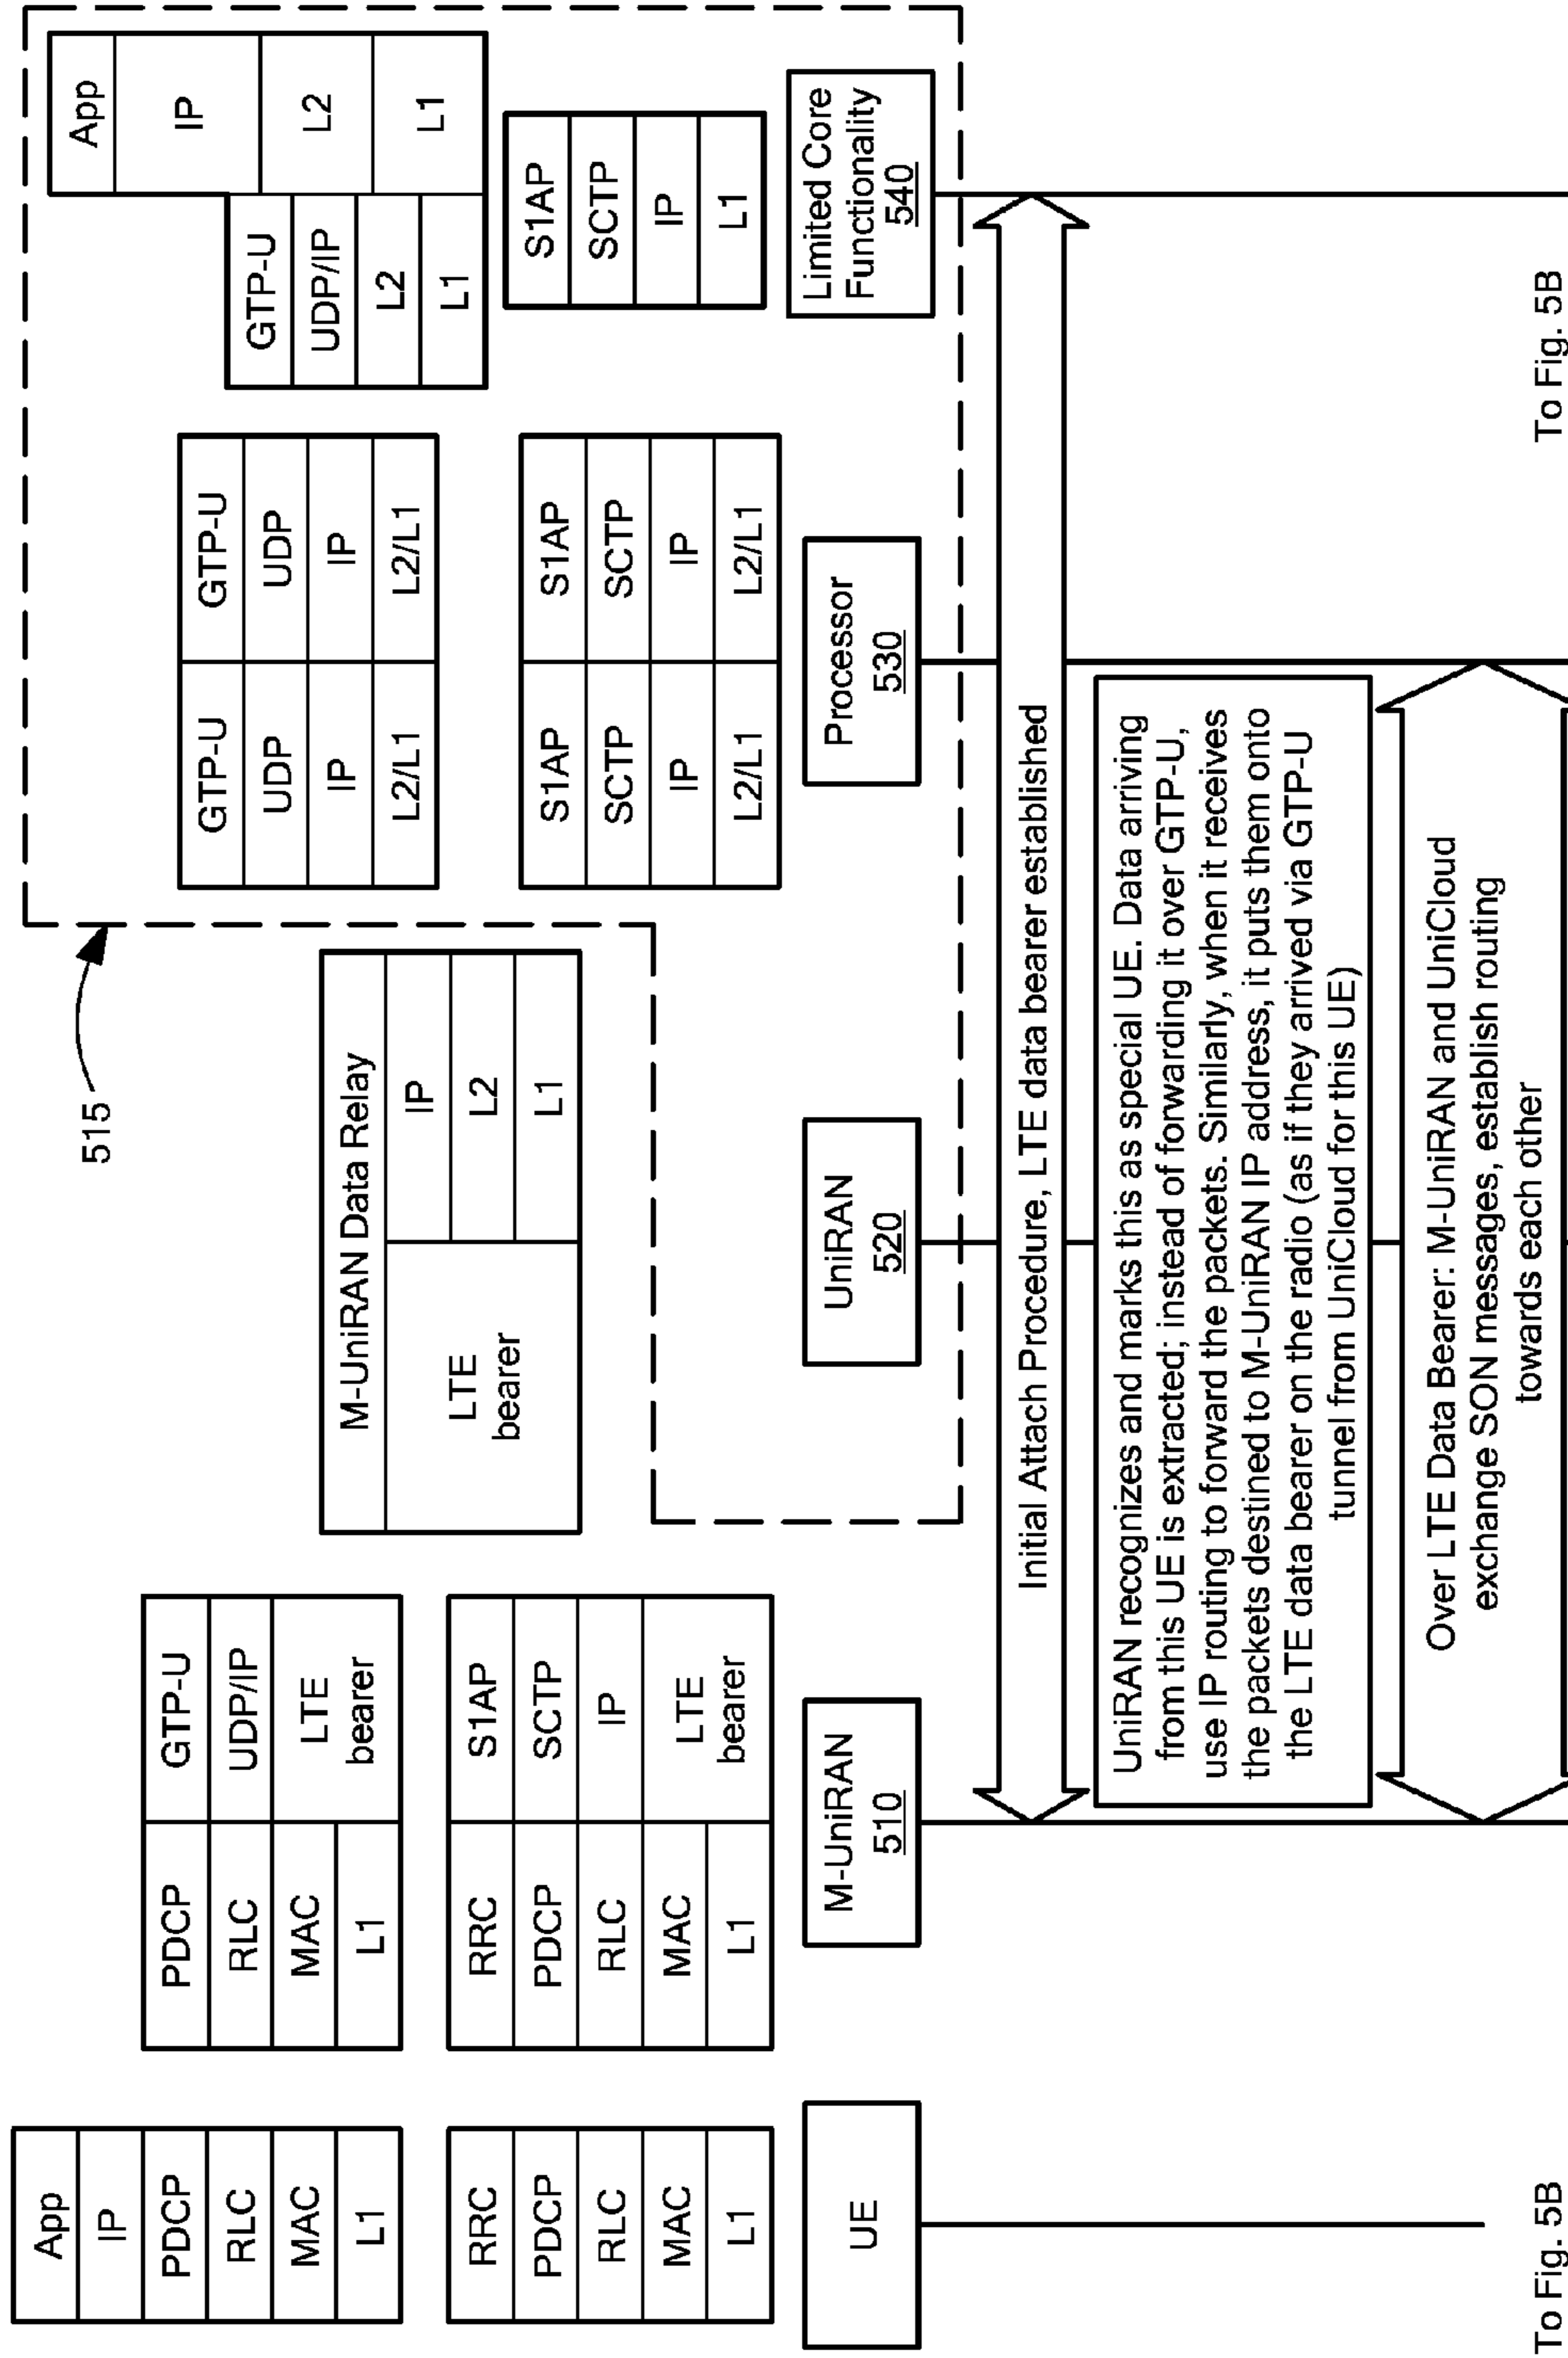 App
IP
PDCP
RLC
MAC
L1
RRC
PDCP
RLC
MAC
L1
UE
PDCP
RLC
MAC
L1
GTP-U
UDP/IP
LTE
bearer
RRC
PDCP
RLC
MAC
L1
S1AP
SCTP
IP
LTE
bearer
M-UniRAN
510
515
M-UniRAN Data Relay
LTE
bearer
IP
L2
L1
UniRAN
520
GTP-U
UDP
IP
L2/L1
GTP-U
UDP
IP
L2/L1
S1AP
SCTP
IP
L2/L1
S1AP
SCTP
IP
L2/L1
Processor
530
GTP-U
UDP/IP
L2
L1
App
IP
L2
L1
S1AP
SCTP
IP
L1
Limited Core
Functionality
540
Initial Attach Procedure, LTE data bearer established
UniRAN recognizes and marks this as special UE. Data arriving
from this UE is extracted; instead of forwarding it over GTP-U,
use IP routing to forward the packets. Similarly, when it receives
the packets destined to M-UniRAN IP address, it puts them onto
the LTE data bearer on the radio (as if they arrived via GTP-U
tunnel from UniCloud for this UE)
Over LTE Data Bearer: M-UniRAN and UniCloud
exchange SON messages, establish routing
towards each other
To Fig. 5B
To Fig. 5B